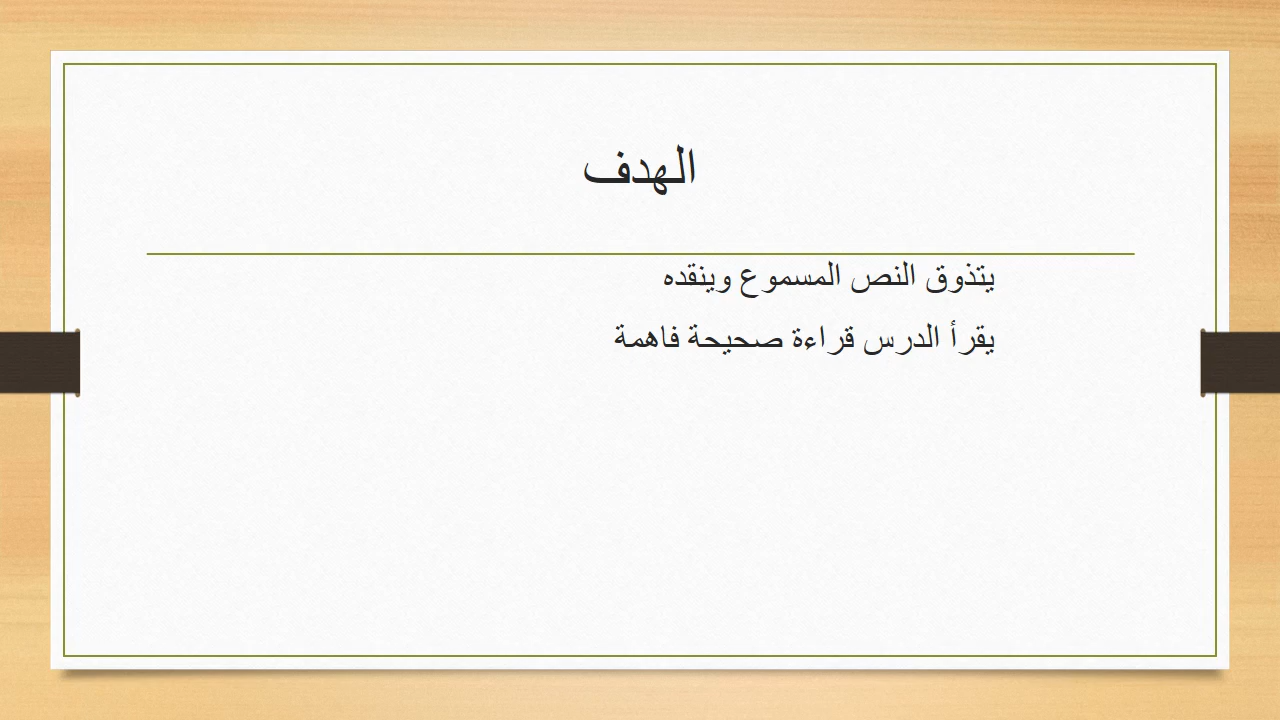 الهدف
يتذوق النص المسموع وينقده
يقرأ الدرس قراءة صحيحة فاهمة